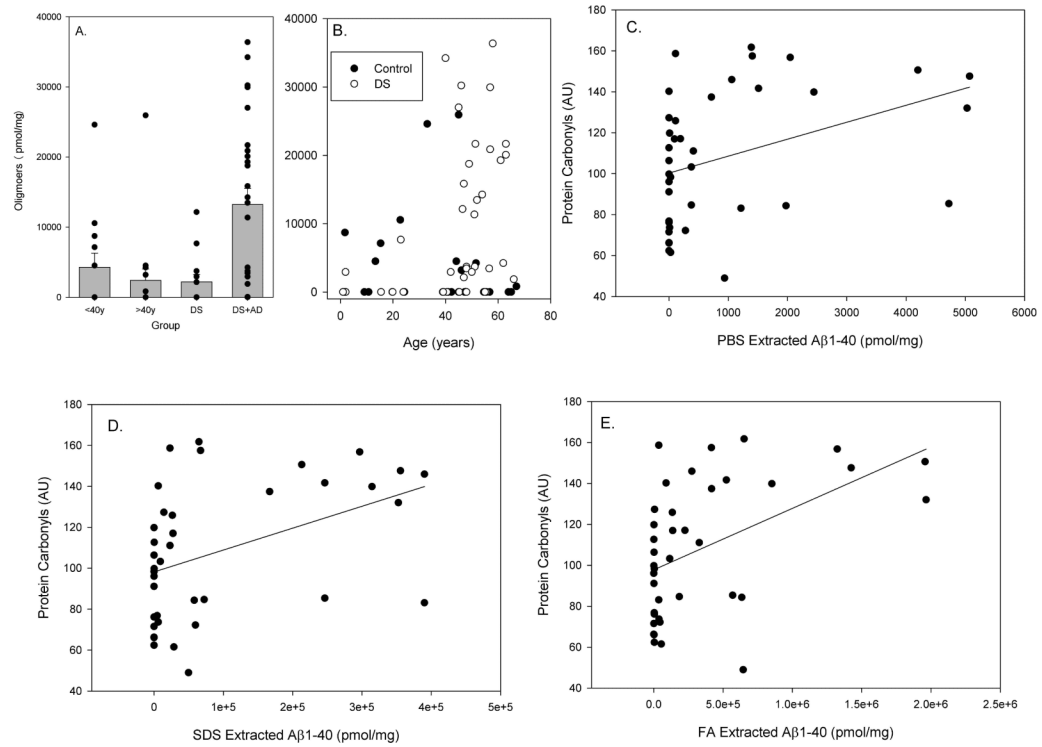 A.
40000
30000
20000
10000
0
Oligmoers ( pmol/mg)
<40y
>40y
DS
DS+AD
Group
B.
Control
DS
40000
30000
20000
10000
0
0
20
40
60
80
Age (years)
C.
180
160
140
120
100
80
60
40
Protein Carbonyls (AU)
0
1000
2000
3000
4000
5000
6000
PBS Extracted Aβ1-40 (pmol/mg)
D.
180
160
140
120
100
80
60
40
Protein Carbonyls (AU)
0
1e+5
2e+5
3e+5
4e+5
5e+5
SDS Extracted Aβ1-40 (pmol/mg)
E.
180
160
140
120
100
80
60
40
Protein Carbonyls (AU)
0.0
5.0e+5
1.0e+6
1.5e+6
2.0e+6
2.5e+6
FA Extracted Aβ1-40 (pmol/mg)